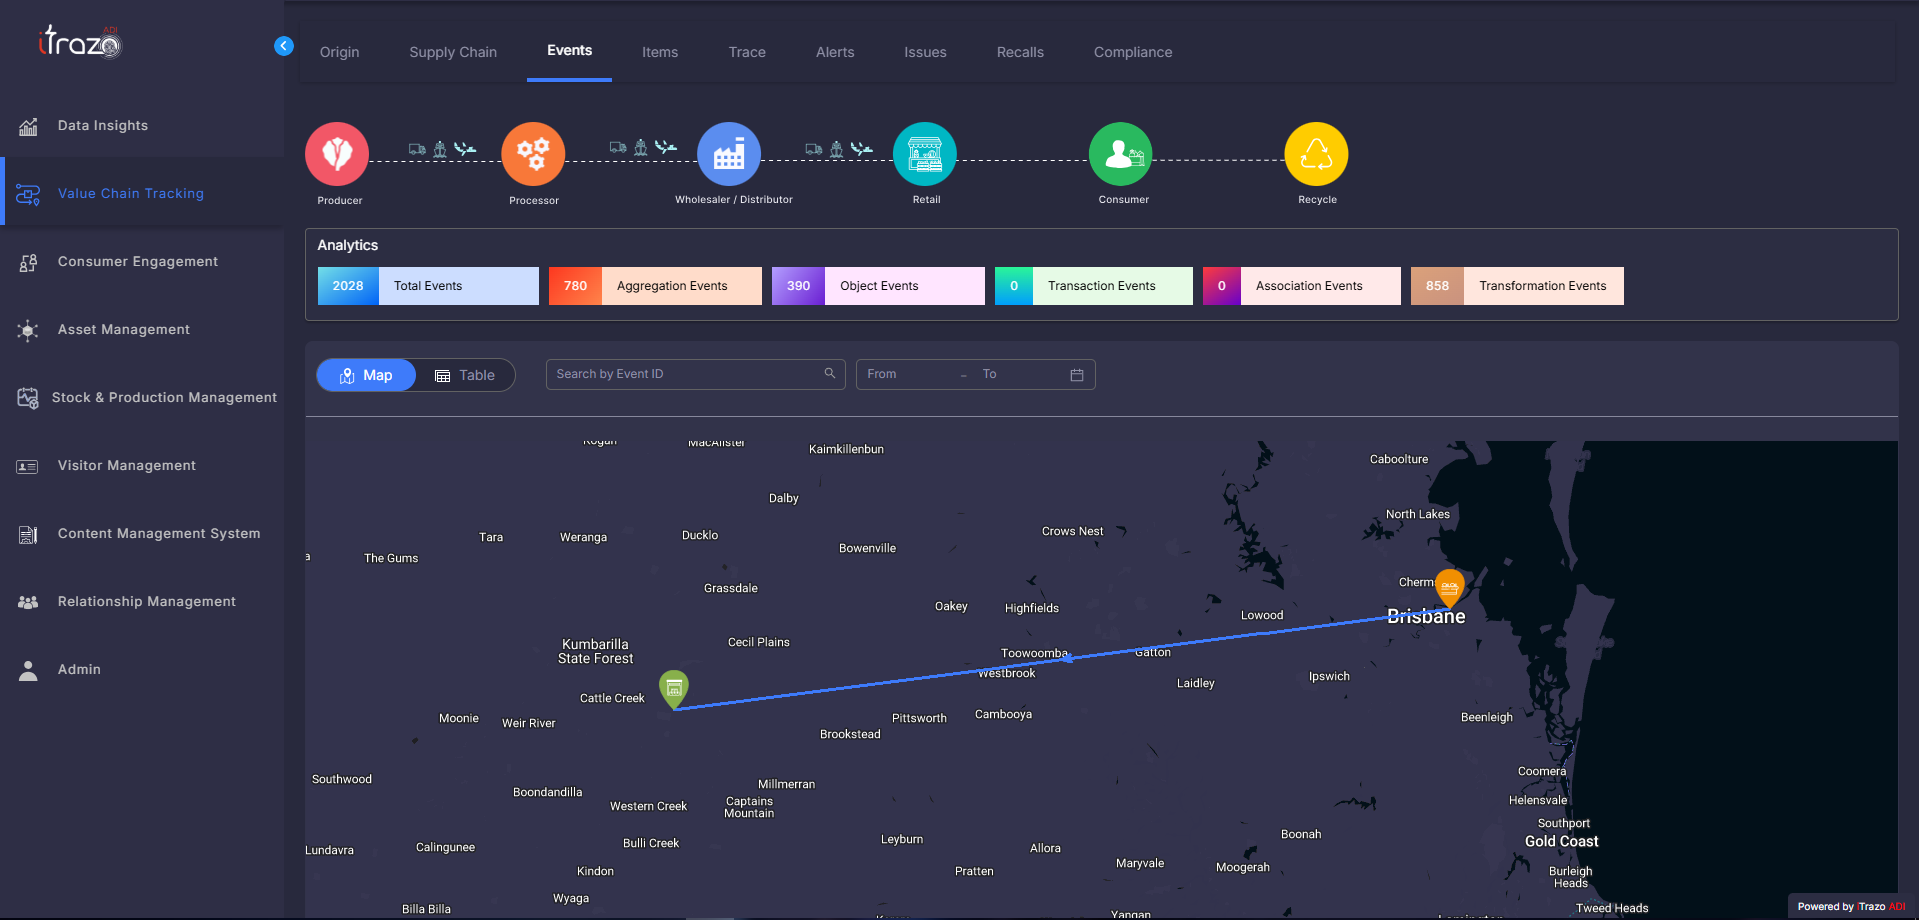 iTrazo ADI
Origin
Supply Chain
Events
Items
Trace
Alerts
Issues
Recalls
Compliance
Data Insights
Value Chain Tracking
Consumer Engagement
Asset Management
Stock & Production Management
Visitor Management
Content Management System
Relationship Management
Admin
Producer
Processor
Wholesaler / Distributor
Retail
Consumer
Recycle
Analytics
2028 Total Events
780 Aggregation Events
390 Object Events
0 Transaction Events
0 Association Events
858 Transformation Events
Map
Table
Search by Event ID
From – To
Kogan
MacAlister
Kaimkillenbun
Caboolture
Dalby
North Lakes
Tara
Weranga
Ducklo
Crows Nest
The Gums
Bowenville
Grassdale
Oakey
Highfields
Lowood
Brisbane
Kumbarilla
State Forest
Cecil Plains
Toowoomba
Gatton
Westbrook
Laidley
Ipswich
Cattle Creek
Moonie
Weir River
Pittsworth
Cambooya
Beenleigh
Brookstead
Southwood
Millmerran
Coomera
Boondandilla
Western Creek
Captains
Mountain
Helensvale
Southport
Gold Coast
Bulli Creek
Leyburn
Boonah
Lundavra
Calingunee
Allora
Maryvale
Moogerah
Kindon
Pratten
Burleigh
Heads
Wyaga
Billa Billa
Yangan
Tweed Heads
Powered by iTrazo ADI